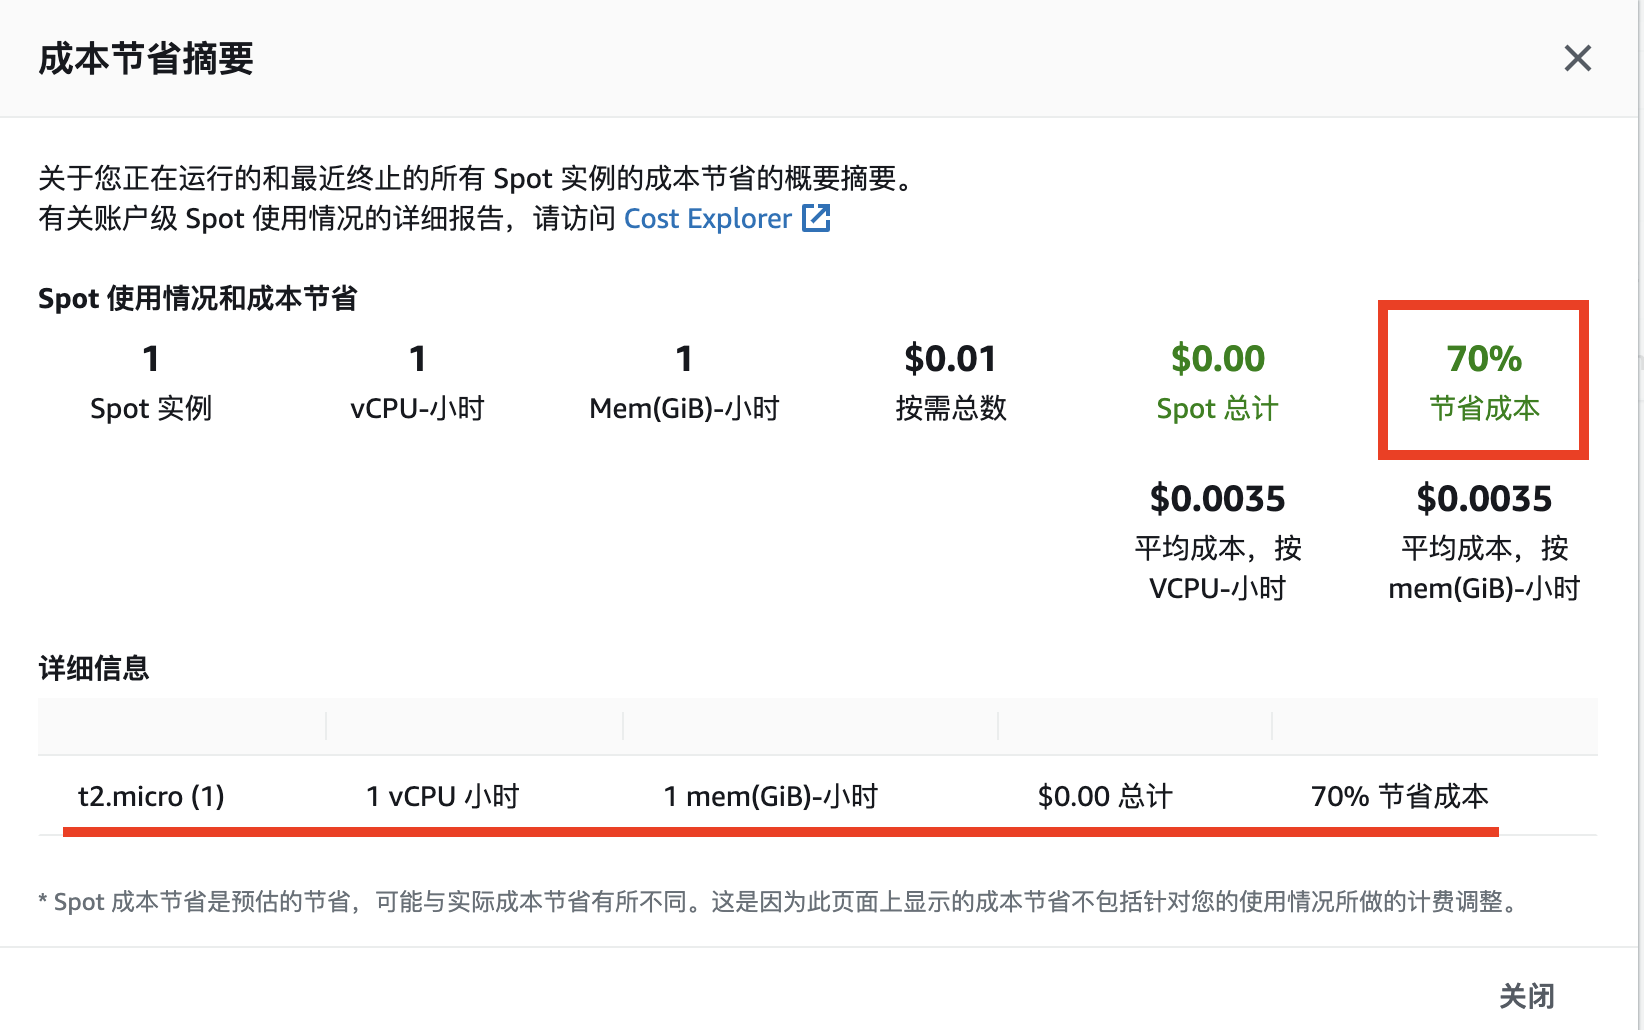 成本节省摘要
关于您正在运行的和最近终止的所有 Spot 实例的成本节省的概要摘要。
有关账户级 Spot 使用情况的详细报告，请访问 Cost Explorer
Spot 使用情况和成本节省
1
Spot 实例
1
vCPU-小时
1
Mem(GiB)-小时
$0.01
按需总数
$0.00
Spot 总计
70%
节省成本
$0.0035
平均成本，按
VCPU-小时
$0.0035
平均成本，按
mem(GiB)-小时
详细信息
t2.micro (1) 1 vCPU 小时 1 mem(GiB)-小时 $0.00 总计 70% 节省成本
* Spot 成本节省是预估的节省，可能与实际成本节省有所不同。这是因为此页面上显示的成本节省不包括针对您的使用情况所做的计费调整。
关闭